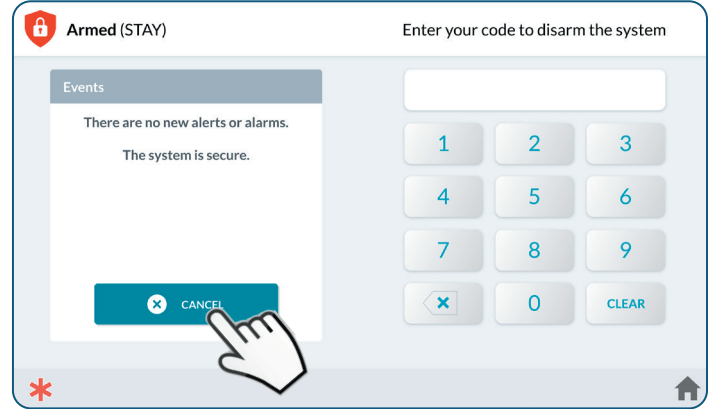 Armed (STAY)
Enter your code to disarm the system
Events
There are no new alerts or alarms.
The system is secure.
CANCEL
1 2 3
4 5 6
7 8 9
0 CLEAR